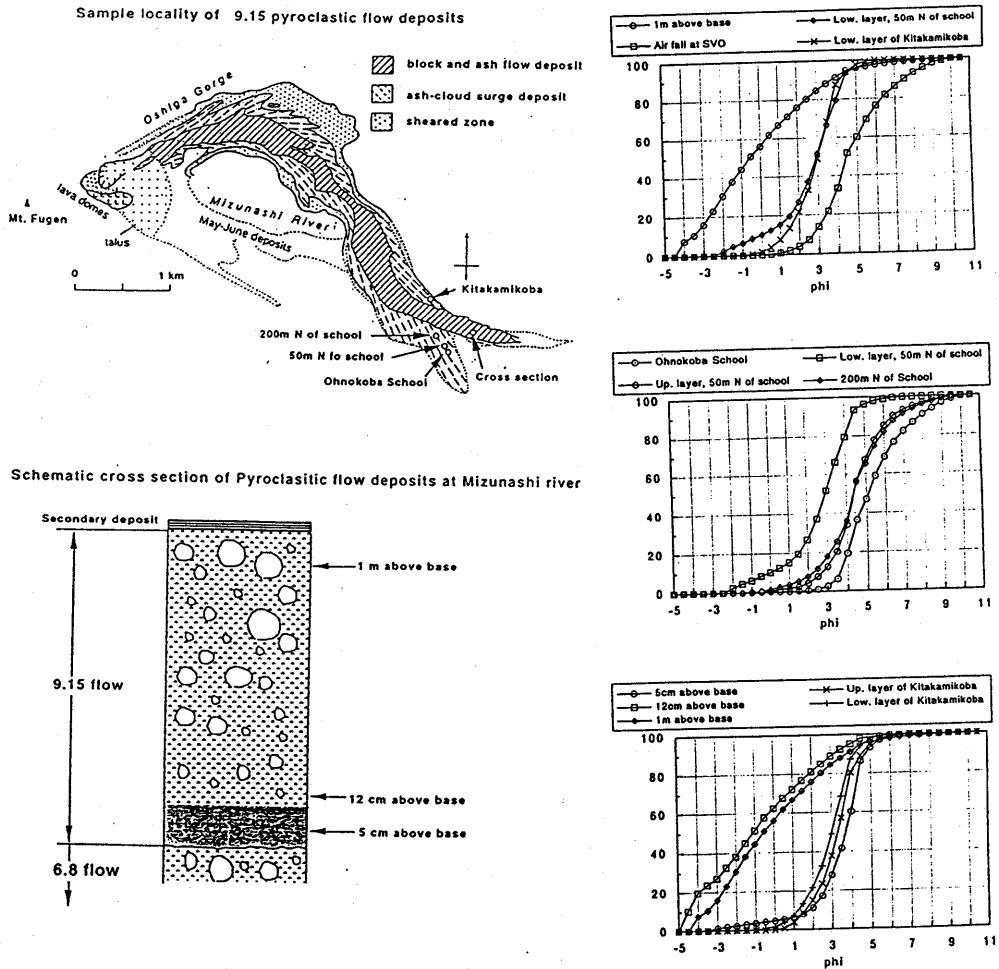 Sample locality of 9.15 pyroclastic flow deposits
block and ash flow deposit
ash-cloud surge deposit
sheared zone
Oshiga Gorge
lava domes
Mt. Fugen
talus
Mizunashi River
May-June deposits
0 1 km
Kitakamikoba
200m N of school
50m N fo school
Ohnokoba School
Cross section
Schematic cross section of Pyroclasitic flow deposits at Mizunashi river
Secondary deposit
1 m above base
9.15 flow
12 cm above base
5 cm above base
6.8 flow
1m above base
Low. layer, 50m N of school
Air fall at SVO
Low. layer of Kitakamikoba
100
80
60
40
20
0
-5 -3 -1 1 3 5 7 9 11
phi
Ohnokoba School
Low. layer, 50m N of school
Up. layer, 50m N of school
200m N of School
100
80
60
40
20
0
-5 -3 -1 1 3 5 7 9 11
phi
5cm above base
Up. layer of Kitakamikoba
12cm above base
Low. layer of Kitakamikoba
1m above base
100
80
60
40
20
0
-5 -3 -1 1 3 5 7 9 11
phi